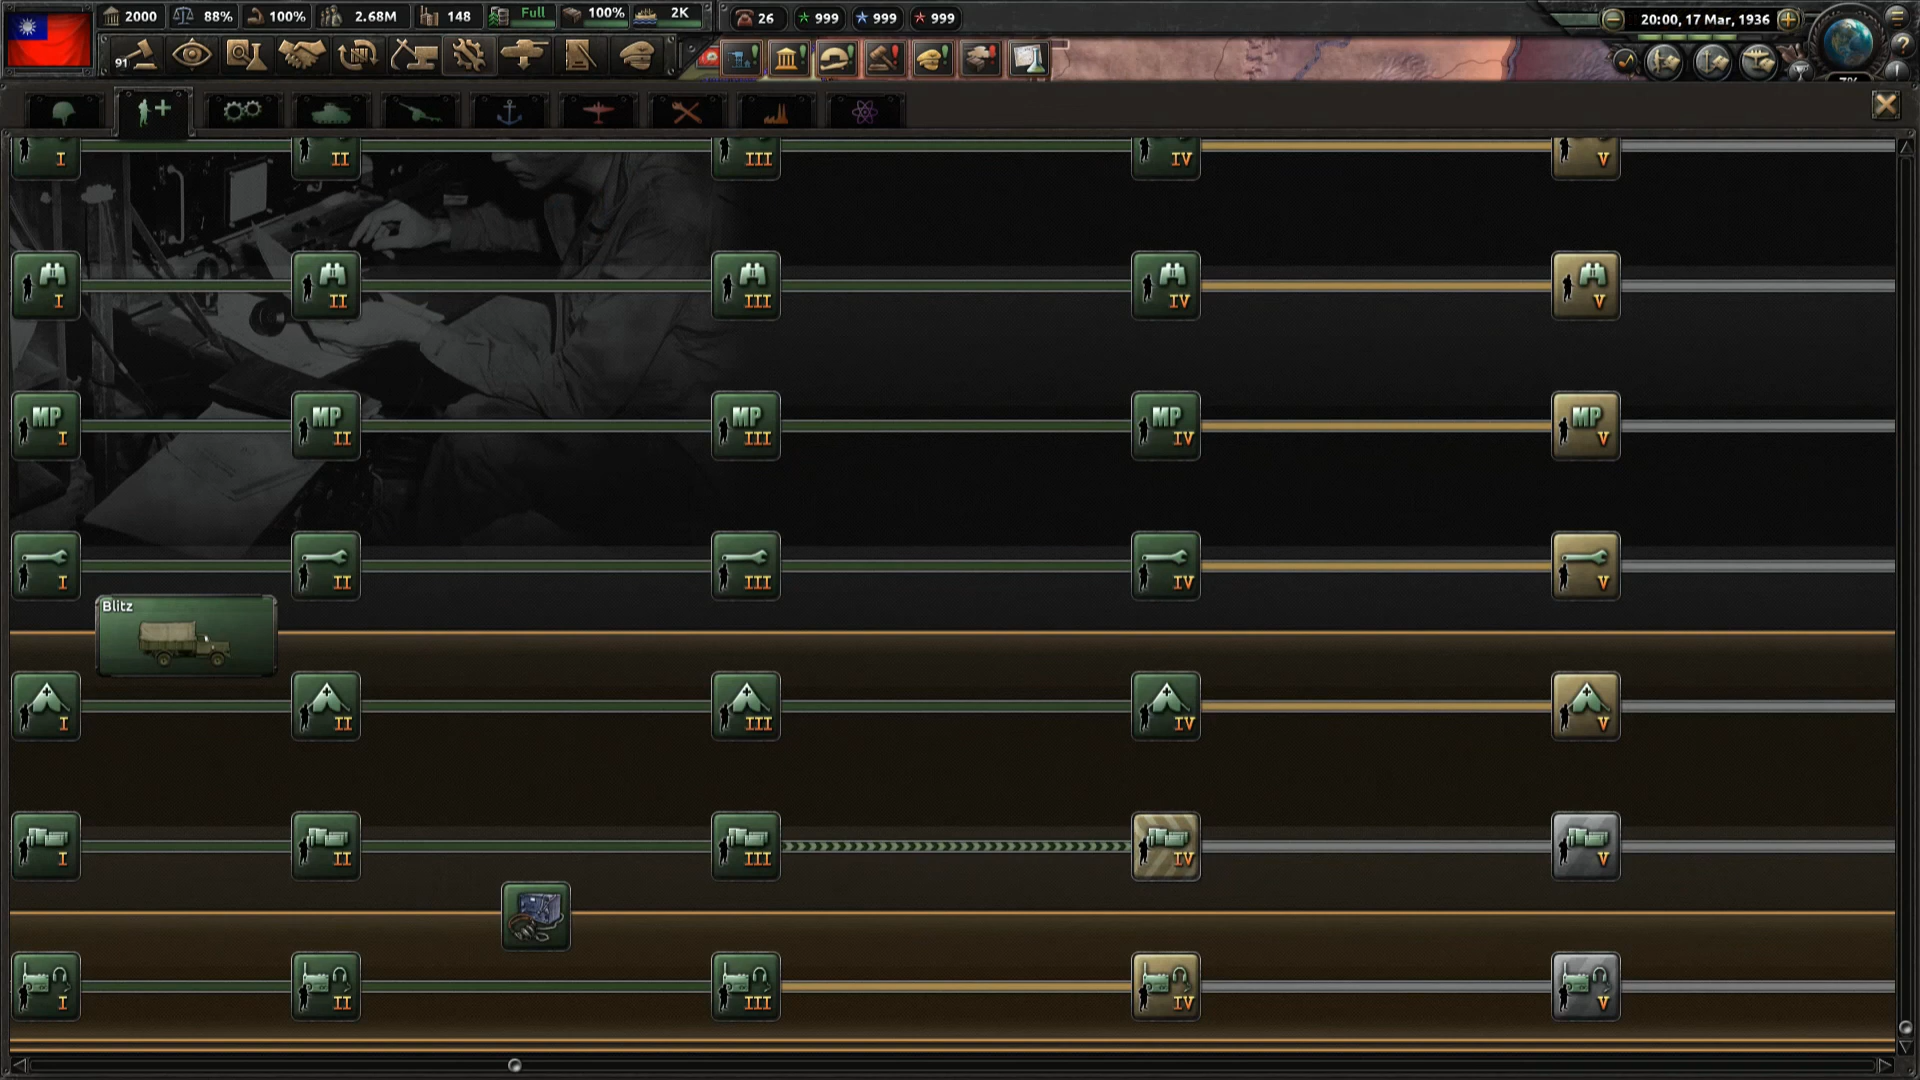 2000 88% 100% 2.68M 148 Full 100% 2K 26 999 999 999 20:00, 17 Mar, 1936
91
?
I II III IV V
I II III IV V
MP I MP II MP III MP IV MP V
I II III IV V
Blitz
I II III IV V
I II III IV V
I II III IV V